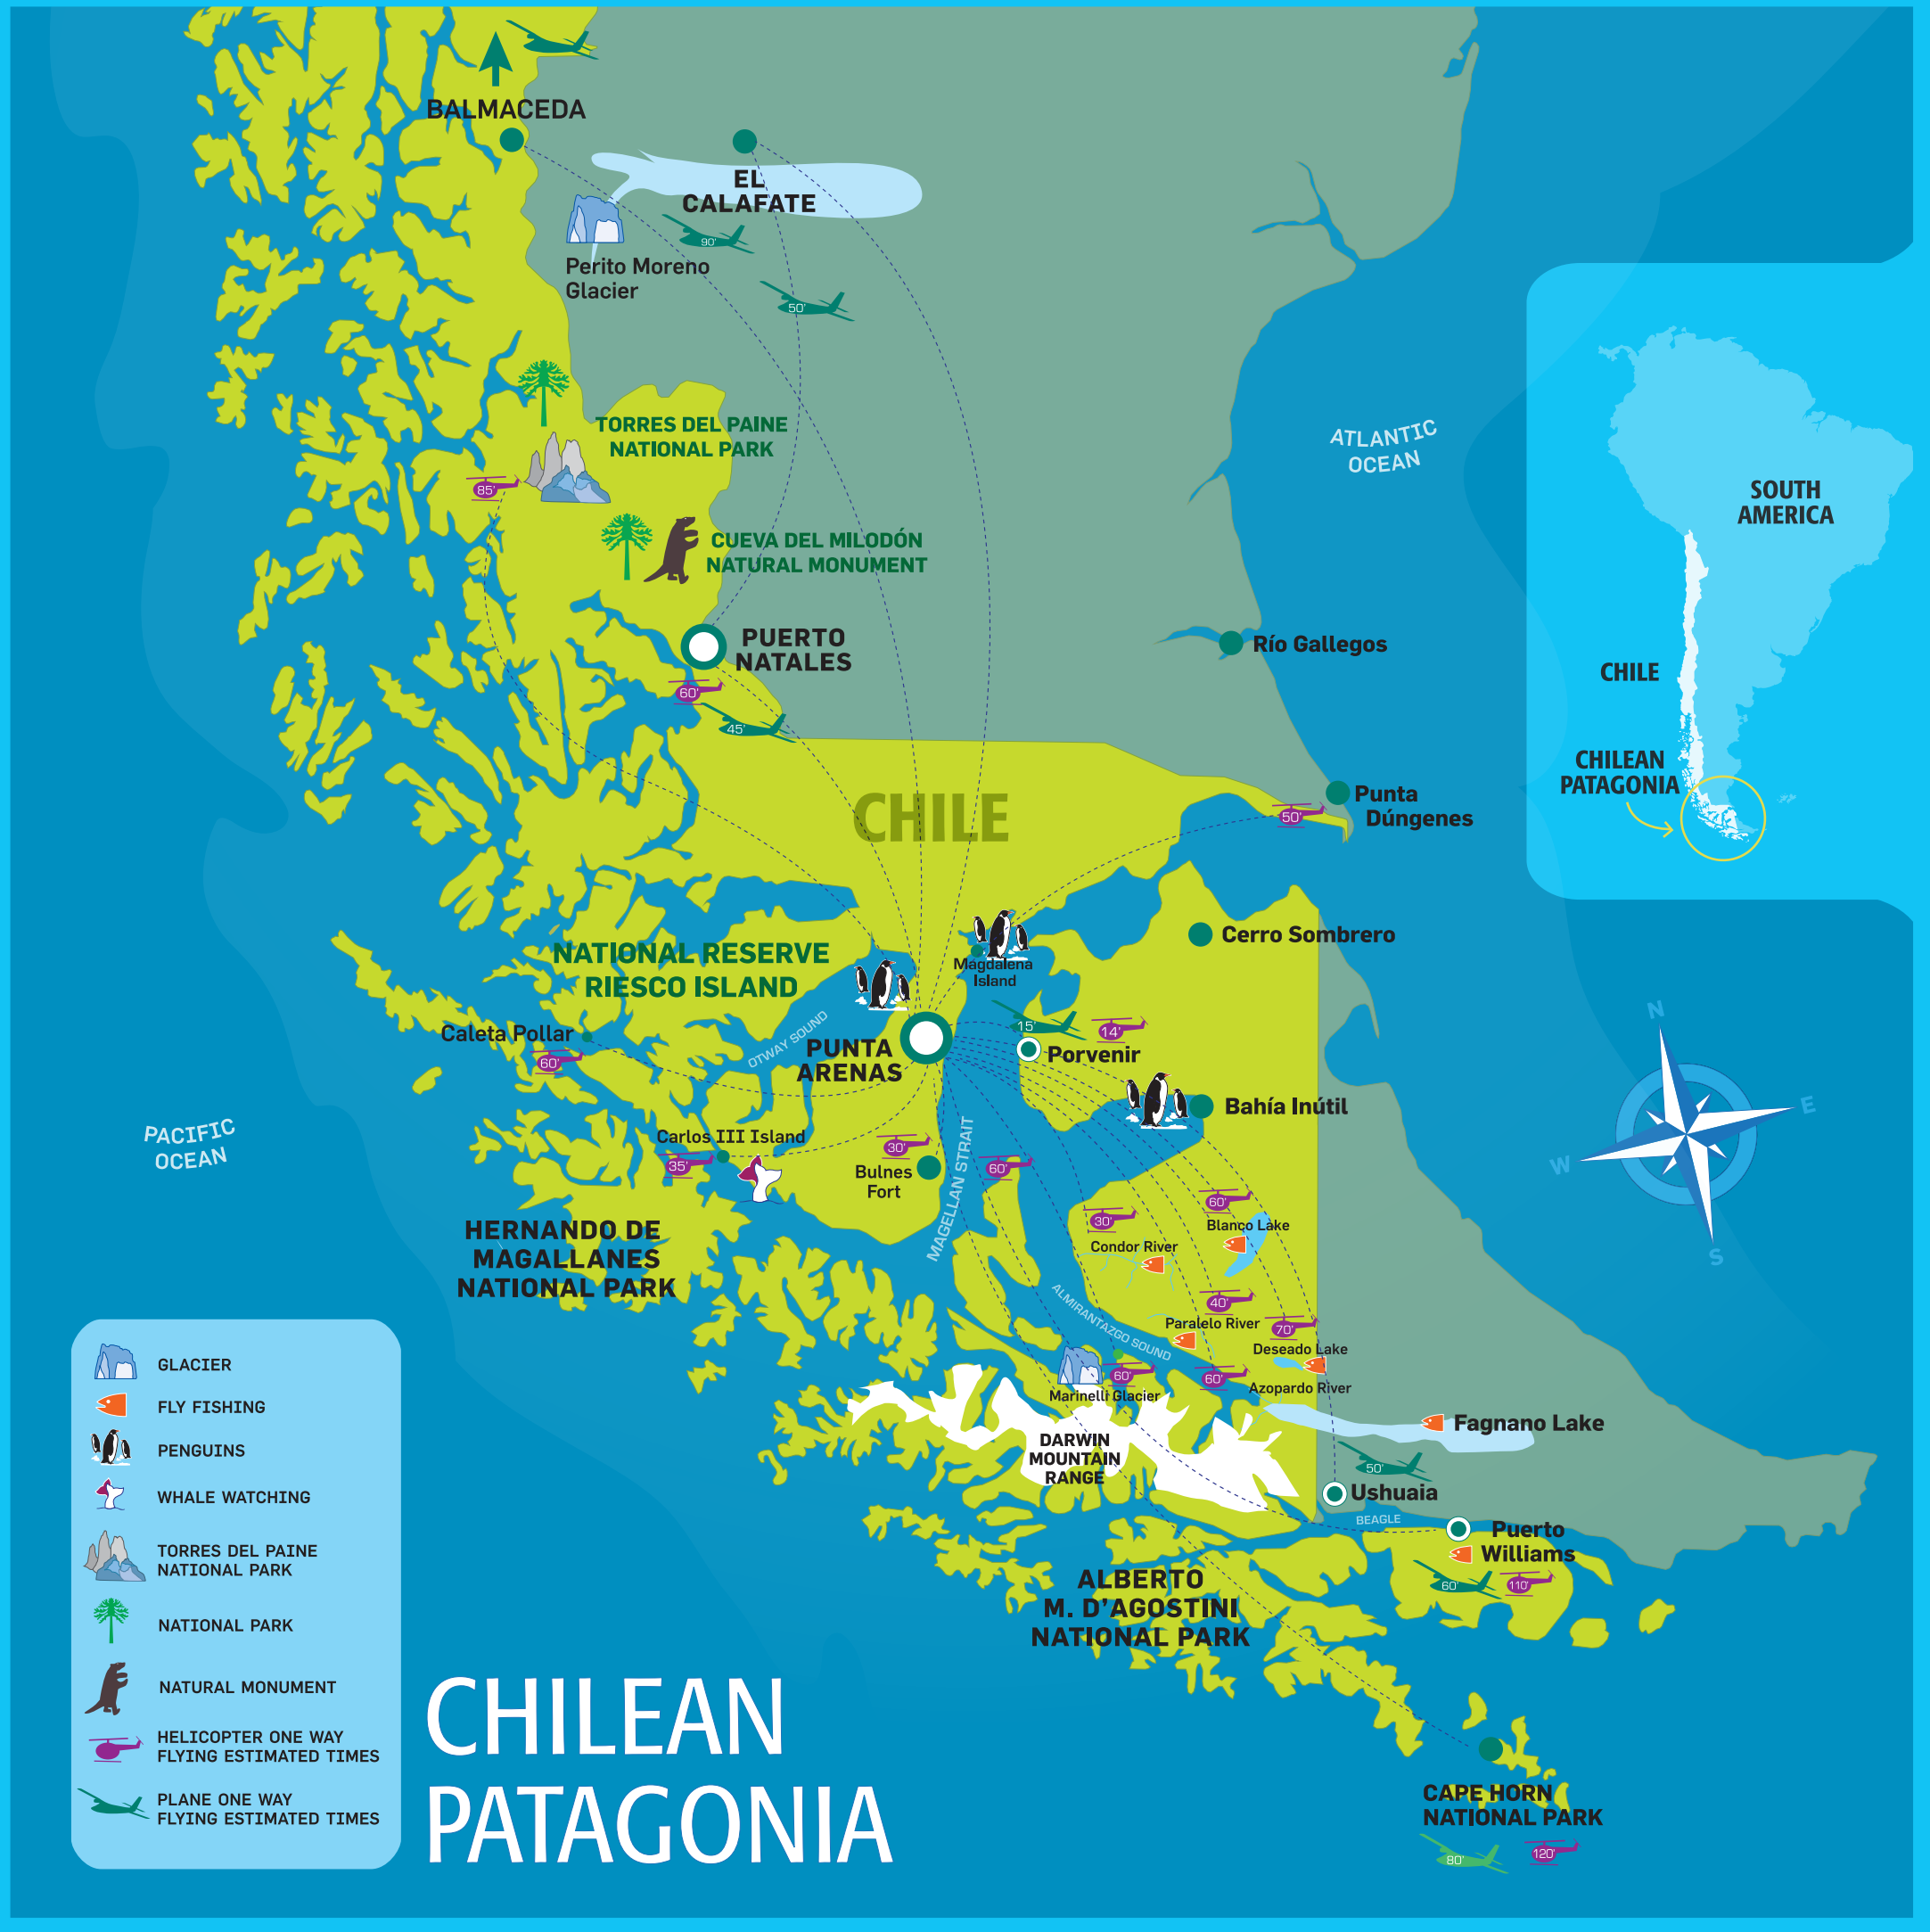 BALMACEDA
EL
CALAFATE
90'
Perito Moreno
Glacier
50'
TORRES DEL PAINE
NATIONAL PARK
85'
ATLANTIC
OCEAN
CUEVA DEL MILODÓN
NATURAL MONUMENT
PUERTO
NATALES
60'
45'
Río Gallegos
SOUTH
AMERICA
CHILE
CHILEAN
PATAGONIA
CHILE
Punta
Dúngenes
50'
Cerro Sombrero
NATIONAL RESERVE
RIESCO ISLAND
Magdalena
Island
Caleta Pollar
60'
OTWAY SOUND
PUNTA
ARENAS
15'
14'
Porvenir
Bahía Inútil
N
E
W
S
PACIFIC
OCEAN
Carlos III Island
35'
30'
Bulnes
Fort
MAGELLAN STRAIT
60'
30'
Condor River
60'
Blanco Lake
HERNANDO DE
MAGALLANES
NATIONAL PARK
ALMIRANTAZGO SOUND
40'
Paralelo River
70'
Deseado Lake
60'
Marinelli Glacier
60'
Azopardo River
Fagnano Lake
DARWIN
MOUNTAIN
RANGE
50'
Ushuaia
BEAGLE
Puerto
Williams
60'
110'
ALBERTO
M. D'AGOSTINI
NATIONAL PARK
CAPE HORN
NATIONAL PARK
80'
120'
GLACIER
FLY FISHING
PENGUINS
WHALE WATCHING
TORRES DEL PAINE
NATIONAL PARK
NATIONAL PARK
NATURAL MONUMENT
HELICOPTER ONE WAY
FLYING ESTIMATED TIMES
PLANE ONE WAY
FLYING ESTIMATED TIMES
CHILEAN
PATAGONIA